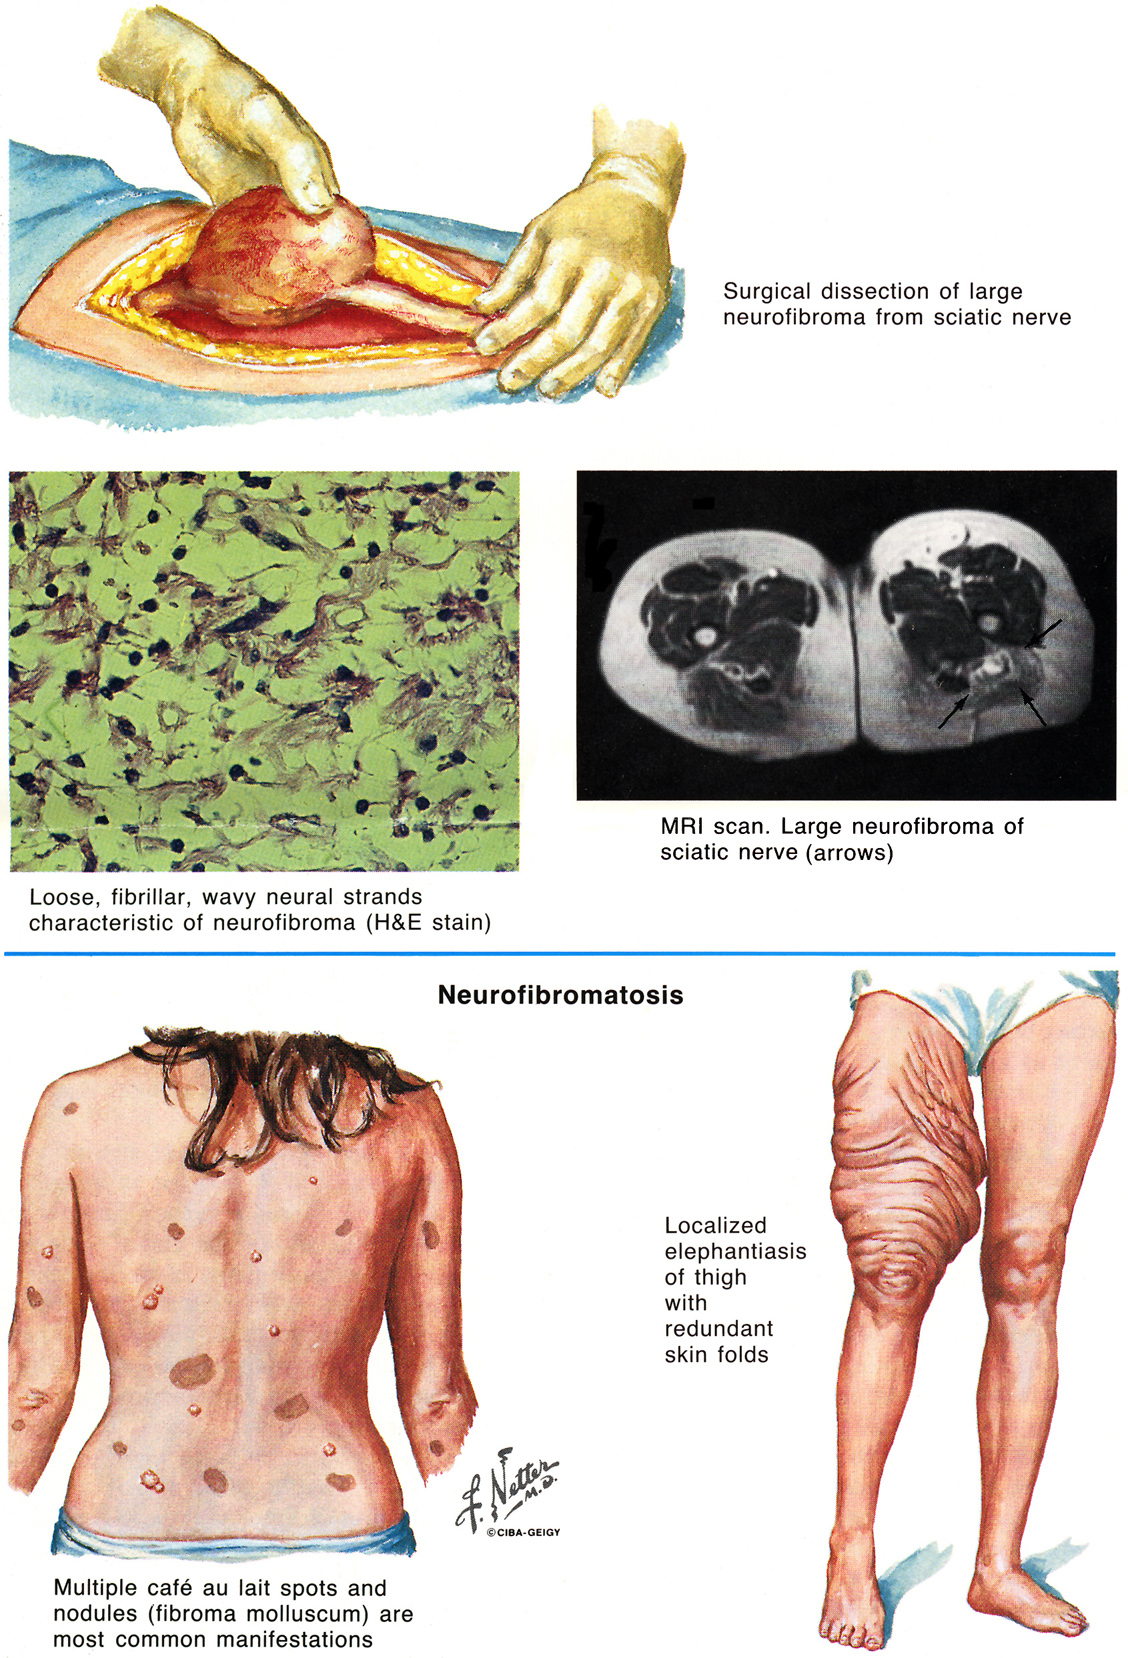 Surgical dissection of large
neurofibroma from sciatic nerve
Loose, fibrillar, wavy neural strands
characteristic of neurofibroma (H&E stain)
MRI scan. Large neurofibroma of
sciatic nerve (arrows)
Neurofibromatosis
Localized
elephantiasis
of thigh
with
redundant
skin folds
F. Netter
M.D.
©CIBA-GEIGY
Multiple café au lait spots and
nodules (fibroma molluscum) are
most common manifestations